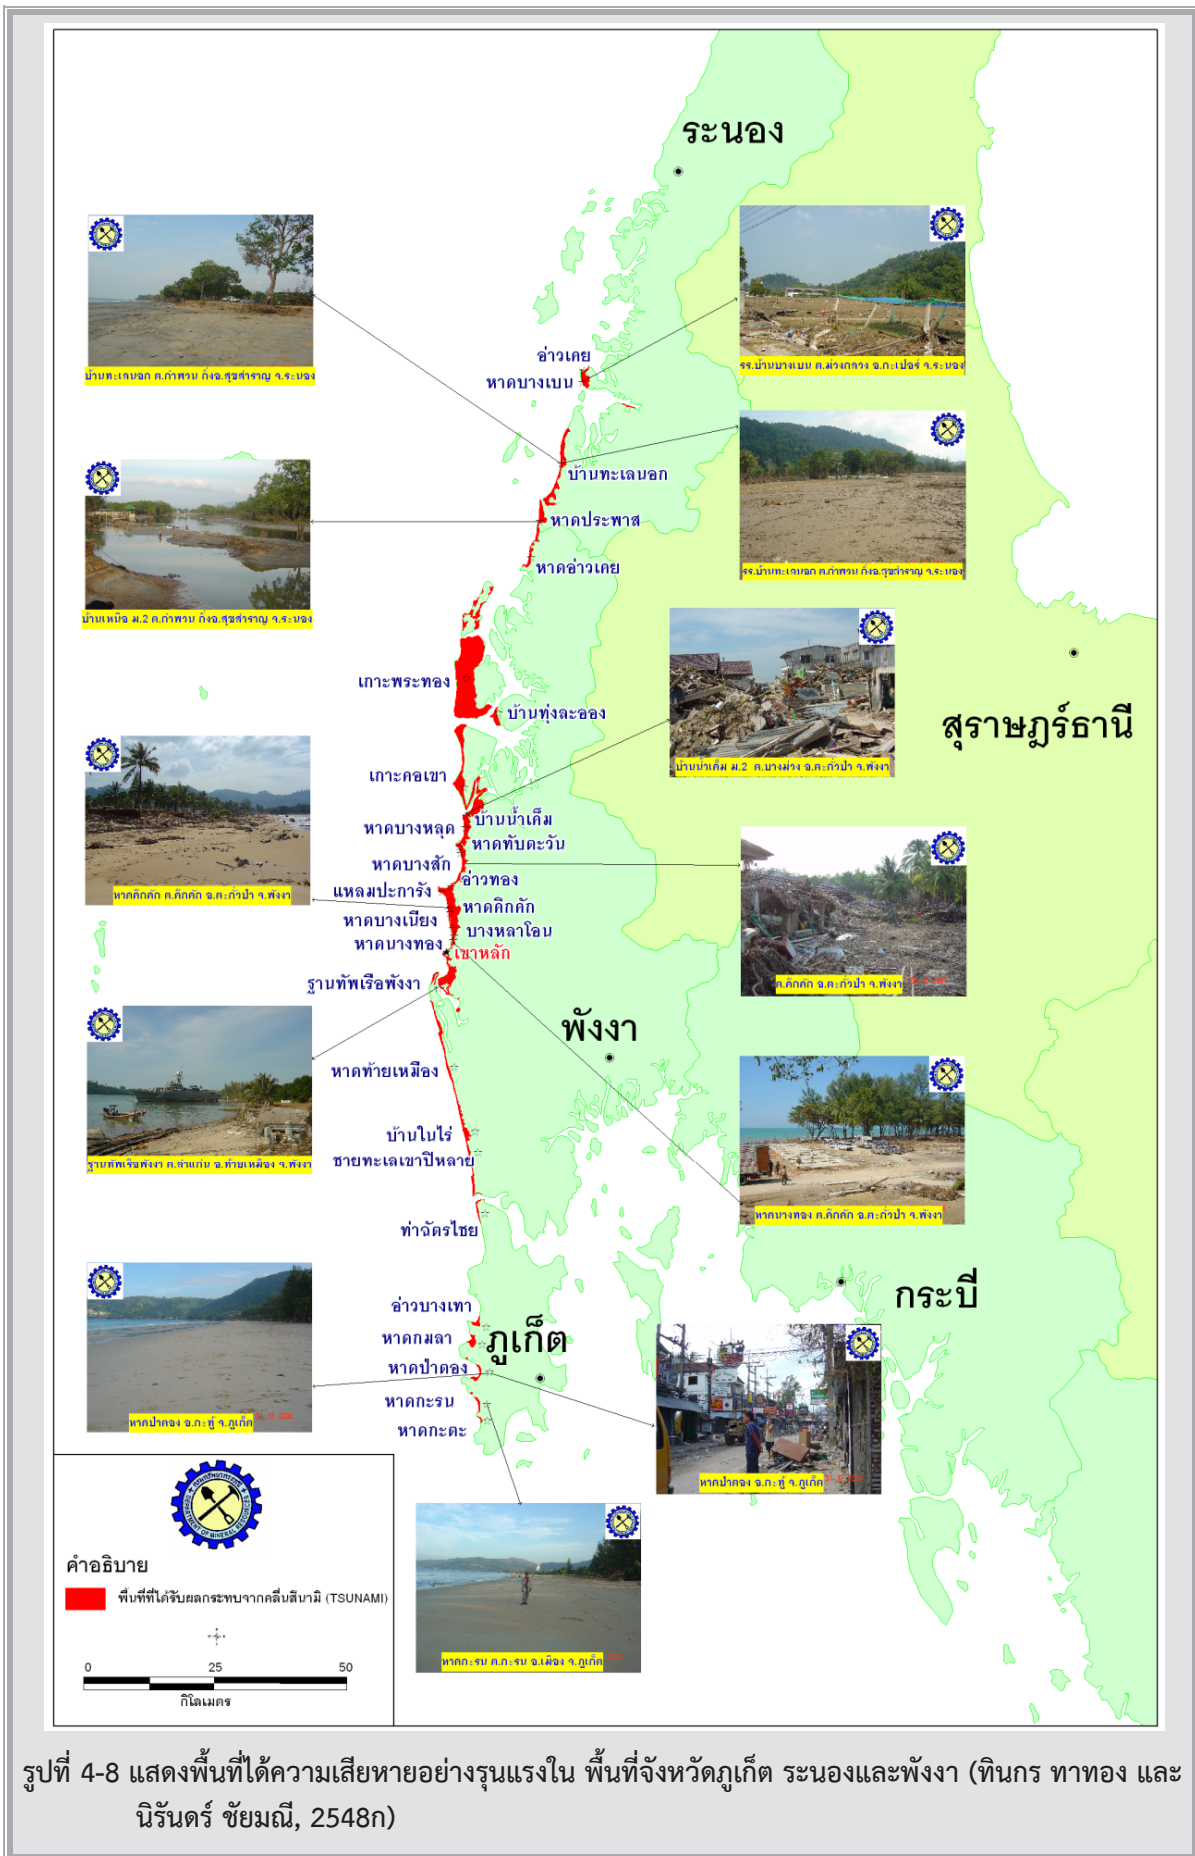 ระนอง
บ้านทะเลนอก ต.กำพวน กิ่งอ.สุขสำราญ จ.ระนอง
รร.บ้านบางเบน ต.ม่วงกลวง อ.กะเปอร์ จ.ระนอง
อ่าวเคย
หาดบางเบน
บ้านทะเลนอก
หาดประพาส
หาดอ่าวเคย
รร.บ้านทะเลนอก ต.กำพวน กิ่งอ.สุขสำราญ จ.ระนอง
บ้านเหนือ ม.2 ต.กำพวน กิ่งอ.สุขสำราญ จ.ระนอง
เกาะพระทอง
บ้านทุ่งละออง
สุราษฎร์ธานี
บ้านน้ำเค็ม ม.2 ต.บางม่วง อ.ตะกั่วป่า จ.พังงา
เกาะคอเขา
บ้านน้ำเค็ม
หาดบางหลุด
หาดทับตะวัน
หาดบางสัก
อ่าวทอง
แหลมปะการัง
หาดคึกคัก
หาดบางเนียง
บางหลาโอน
หาดนางทอง
เขาหลัก
ฐานทัพเรือพังงา
หาดคึกคัก ต.คึกคัก อ.ตะกั่วป่า จ.พังงา
ต.คึกคัก อ.ตะกั่วป่า จ.พังงา
พังงา
หาดท้ายเหมือง
บ้านในไร่
ชายทะเลเขาปิหลาย
ฐานทัพเรือพังงา ต.ลำแก่น อ.ท้ายเหมือง จ.พังงา
หาดนางทอง ต.คึกคัก อ.ตะกั่วป่า จ.พังงา
ท่าฉัตรไชย
กระบี่
อ่าวบางเทา
หาดกมลา
ภูเก็ต
หาดป่าตอง
หาดกะรน
หาดกะตะ
หาดป่าตอง อ.กะทู้ จ.ภูเก็ต
หาดป่าตอง อ.กะทู้ จ.ภูเก็ต
หาดกะรน ต.กะรน อ.เมือง จ.ภูเก็ต
กรมทรัพยากรธรณี
DEPARTMENT OF MINERAL RESOURCES
คำอธิบาย
พื้นที่ที่ได้รับผลกระทบจากคลื่นสึนามิ (TSUNAMI)
0 25 50
กิโลเมตร
รูปที่ 4-8 แสดงพื้นที่ได้ความเสียหายอย่างรุนแรงใน พื้นที่จังหวัดภูเก็ต ระนองและพังงา (ทินกร ทาทอง และ
นิรันดร์ ชัยมณี, 2548ก)